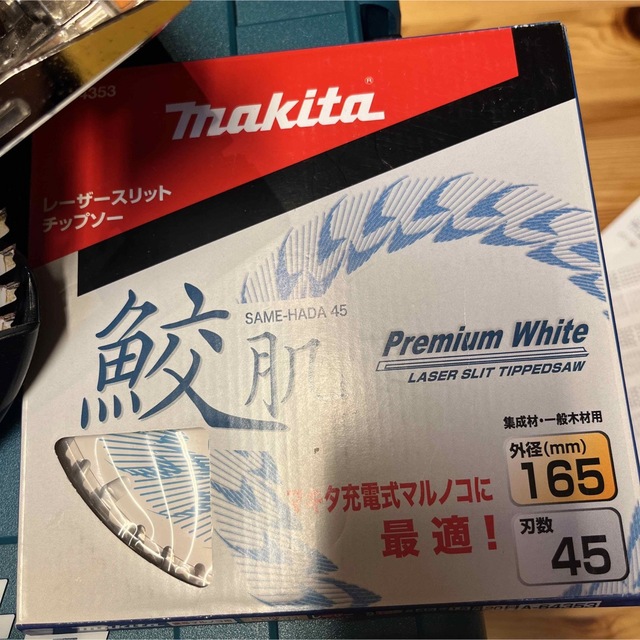 makita
レーザースリット
チップソー
SAME-HADA 45
鮫肌
Premium White
LASER SLIT TIPPEDSAW
集成材・一般木材用
外径(mm)
165
タ充電式マルノコに
最適!
刃数
45
A-64353